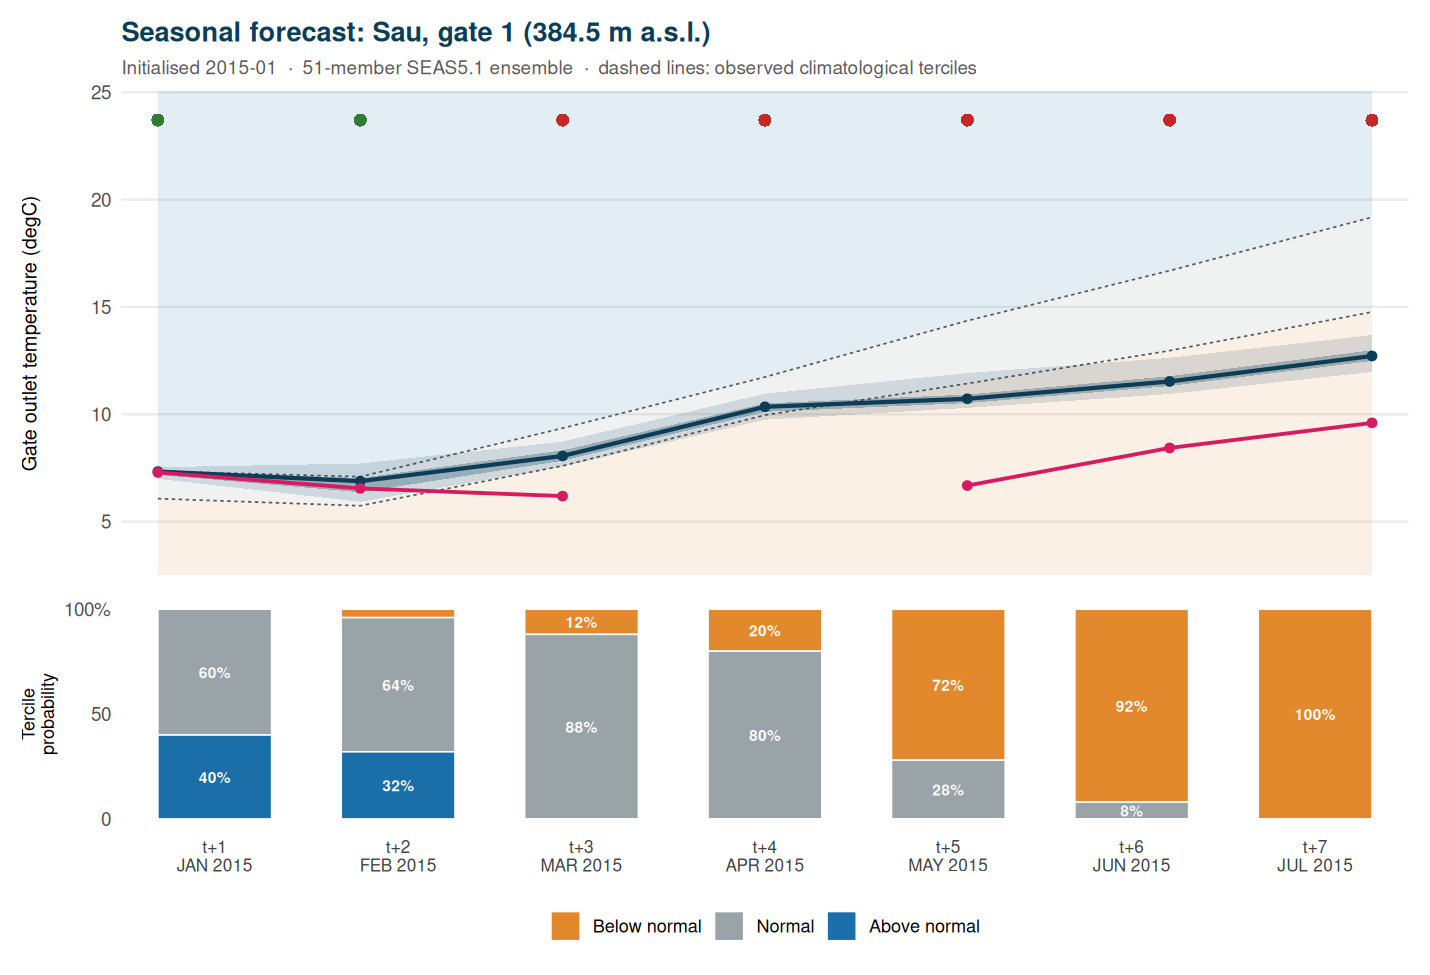 Seasonal forecast: Sau, gate 1 (384.5 m a.s.l.)
Initialised 2015-01 · 51-member SEAS5.1 ensemble · dashed lines: observed climatological terciles
Gate outlet temperature (degC)
25
20
15
10
5
Tercile
probability
100%
50
0
60%
40%
64%
32%
12%
88%
20%
80%
72%
28%
92%
8%
100%
t+1
JAN 2015
t+2
FEB 2015
t+3
MAR 2015
t+4
APR 2015
t+5
MAY 2015
t+6
JUN 2015
t+7
JUL 2015
Below normal Normal Above normal